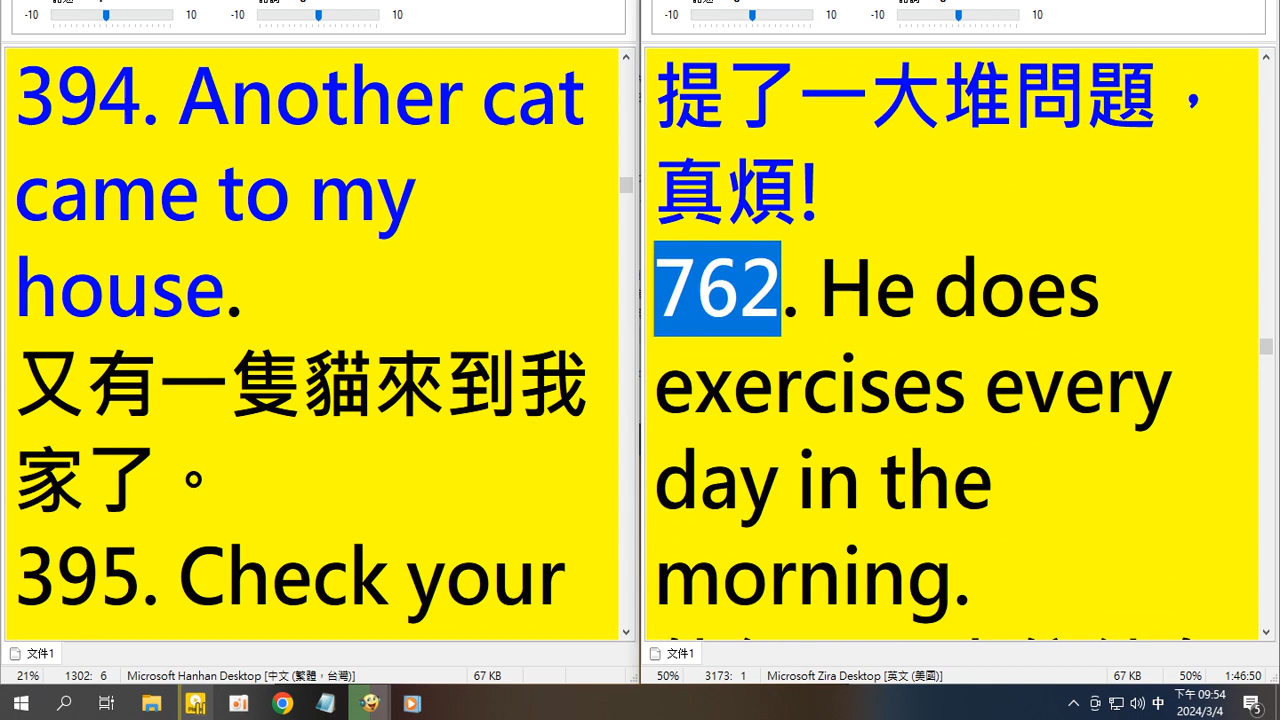 -10 10 -10 10
394. Another cat
came to my
house.
又有一隻貓來到我
家了。
395. Check your
文件1
21% 1302: 6 Microsoft Hanhan Desktop [中文 (繁體，台灣)] 67 KB
-10 10 -10 10
提了一大堆問題，
真煩!
762. He does
exercises every
day in the
morning.
文件1
50% 3173: 1 Microsoft Zira Desktop [英文 (美國)] 67 KB 50% 1:46:50
中 下午 09:54
2024/3/4
5